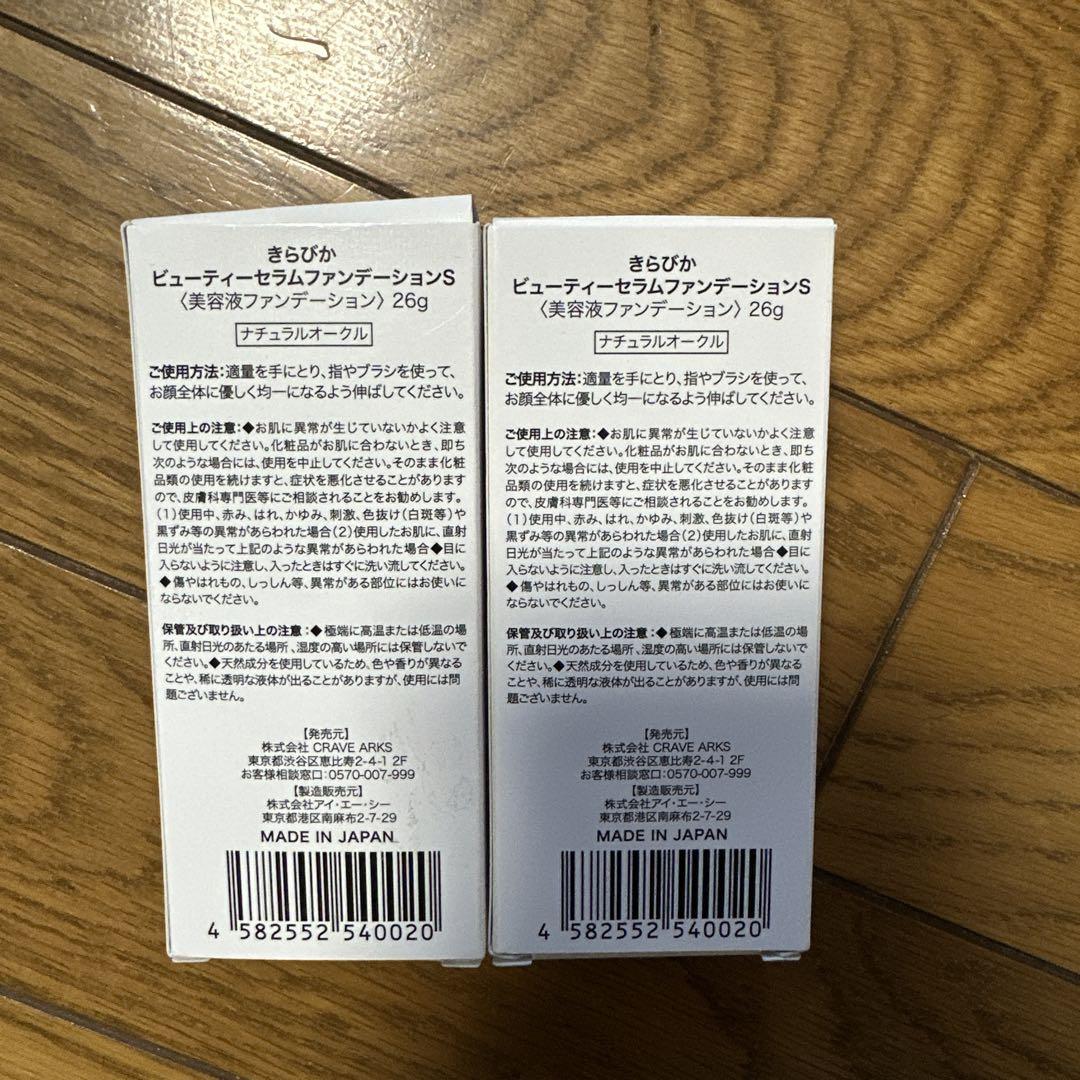 きらびか
ビューティーセラムファンデーションS
〈美容液ファンデーション〉26g
ナチュラルオークル
ご使用方法:適量を手にとり、指やブラシを使って、
お顔全体に優しく均一になるよう伸ばしてください。
ご使用上の注意:◆お肌に異常が生じていないかよく注意
して使用してください。化粧品がお肌に合わないとき、即ち
次のような場合には、使用を中止してください。そのまま化粧
品類の使用を続けますと、症状を悪化させることがあります
ので、皮膚科専門医等にご相談されることをお勧めします。
(1)使用中、赤み、はれ、かゆみ、刺激、色抜け(白斑等)や
黒ずみ等の異常があらわれた場合(2)使用したお肌に、直射
日光が当たって上記のような異常があらわれた場合◆目に
入らないように注意し、入ったときはすぐに洗い流してください。
◆傷やはれもの、しっしん等、異常がある部位にはお使いに
ならないでください。
保管及び取り扱い上の注意:◆極端に高温または低温の場
所、直射日光のあたる場所、湿度の高い場所には保管しないで
ください。◆天然成分を使用しているため、色や香りが異なる
ことや、稀に透明な液体が出ることがありますが、使用には問
題ございません。
【発売元】
株式会社 CRAVE ARKS
東京都渋谷区恵比寿2-4-1 2F
お客様相談窓口:0570-007-999
【製造販売元】
株式会社アイ・エー・シー
東京都港区南麻布2-7-29
MADE IN JAPAN
4 582552 540020
きらびか
ビューティーセラムファンデーションS
〈美容液ファンデーション〉26g
ナチュラルオークル
ご使用方法:適量を手にとり、指やブラシを使って、
お顔全体に優しく均一になるよう伸ばしてください。
ご使用上の注意:◆お肌に異常が生じていないかよく注意
して使用してください。化粧品がお肌に合わないとき、即ち
次のような場合には、使用を中止してください。そのまま化粧
品類の使用を続けますと、症状を悪化させることがあります
ので、皮膚科専門医等にご相談されることをお勧めします。
(1)使用中、赤み、はれ、かゆみ、刺激、色抜け(白斑等)や
黒ずみ等の異常があらわれた場合(2)使用したお肌に、直射
日光が当たって上記のような異常があらわれた場合◆目に
入らないように注意し、入ったときはすぐに洗い流してください。
◆傷やはれもの、しっしん等、異常がある部位にはお使いに
ならないでください。
保管及び取り扱い上の注意:◆極端に高温または低温の場
所、直射日光のあたる場所、湿度の高い場所には保管しないで
ください。◆天然成分を使用しているため、色や香りが異なる
ことや、稀に透明な液体が出ることがありますが、使用には問
題ございません。
【発売元】
株式会社 CRAVE ARKS
東京都渋谷区恵比寿2-4-1 2F
お客様相談窓口:0570-007-999
【製造販売元】
株式会社アイ・エー・シー
東京都港区南麻布2-7-29
MADE IN JAPAN
4 582552 540020